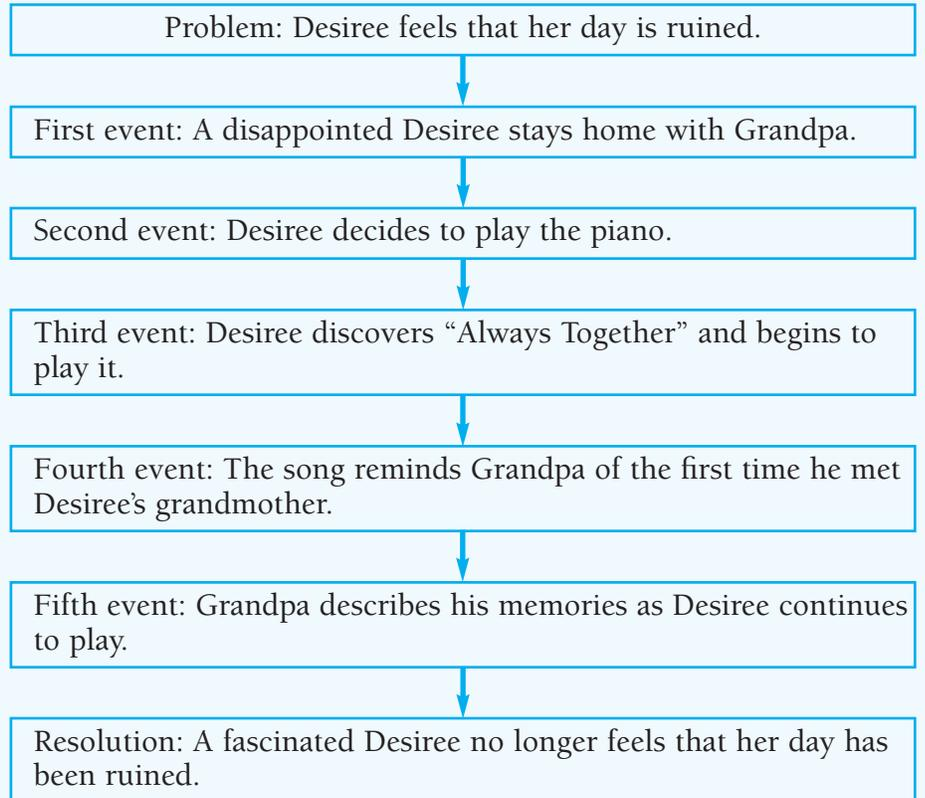 Problem: Desiree feels that her day is ruined.
First event: A disappointed Desiree stays home with Grandpa.
Second event: Desiree decides to play the piano.
Third event: Desiree discovers “Always Together” and begins to
play it.
Fourth event: The song reminds Grandpa of the first time he met
Desiree’s grandmother.
Fifth event: Grandpa describes his memories as Desiree continues
to play.
Resolution: A fascinated Desiree no longer feels that her day has
been ruined.